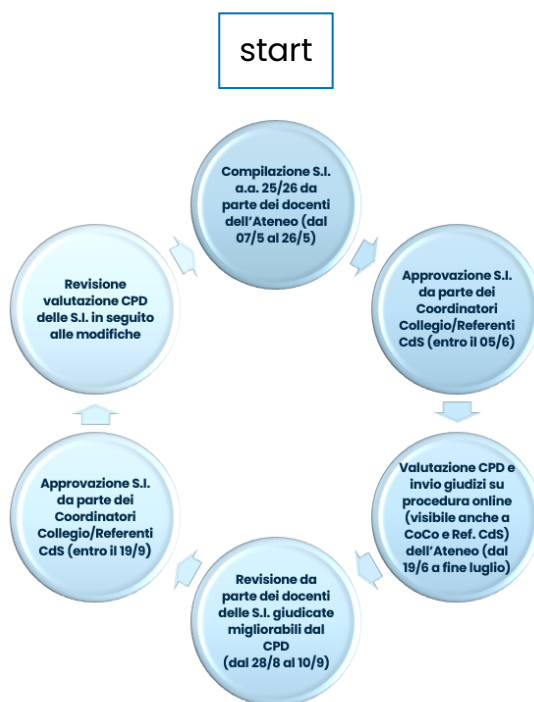 start
Compilazione S.I.
a.a. 25/26 da
parte dei docenti
dell'Ateneo (dal
07/5 al 26/5)
Approvazione S.I.
da parte dei
Coordinatori
Collegio/Referenti
CdS (entro il 05/6)
Valutazione CPD e
invio giudizi su
procedura online
(visibile anche a
CoCo e Ref. CdS)
dell'Ateneo (dal
19/6 a fine luglio)
Revisione da
parte dei docenti
delle S.I. giudicate
migliorabili dal
CPD
(dal 28/8 al 10/9)
Approvazione S.I.
da parte dei
Coordinatori
Collegio/Referenti
CdS (entro il 19/9)
Revisione
valutazione CPD
delle S.I. in seguito
alle modifiche